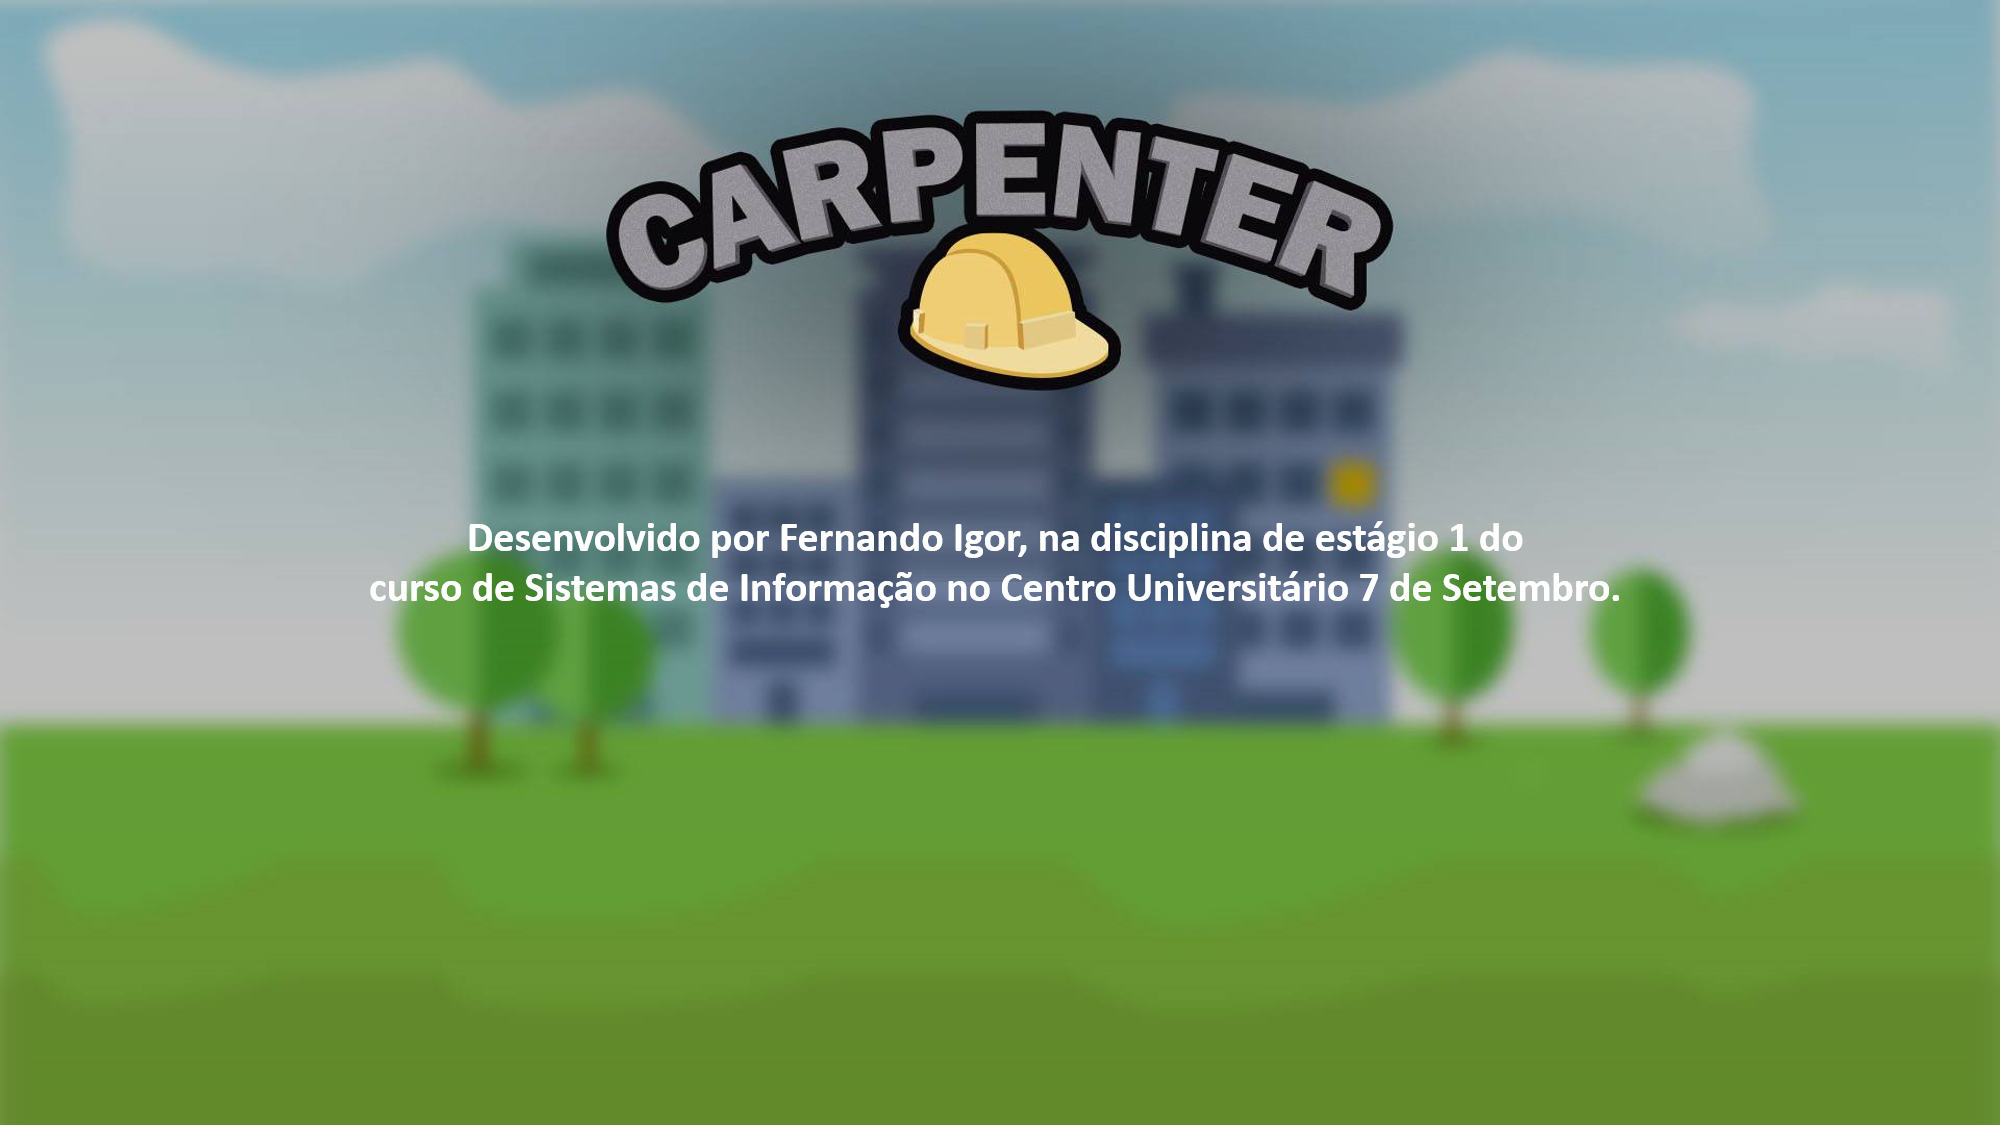 CARPENTER
Desenvolvido por Fernando Igor, na disciplina de estágio 1 do
curso de Sistemas de Informação no Centro Universitário 7 de Setembro.